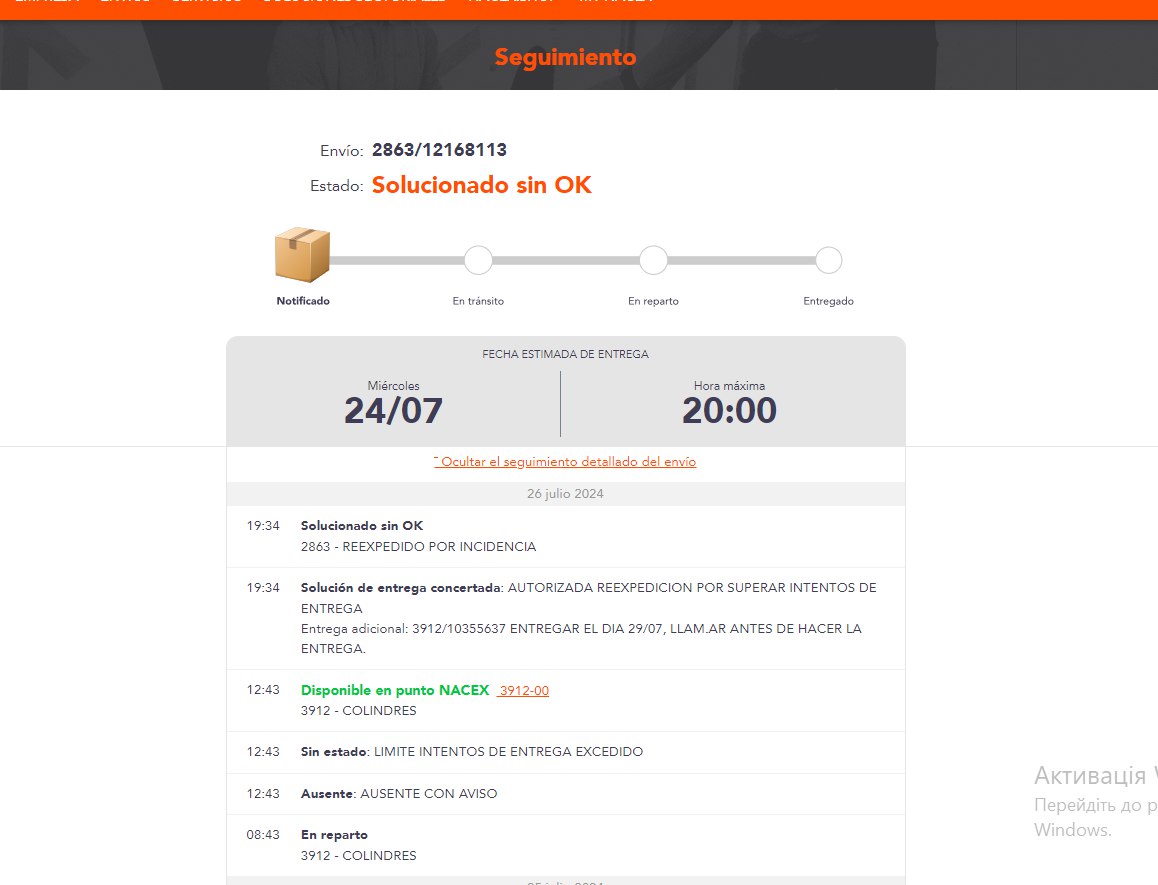 Seguimiento
Envío: 2863/12168113
Estado: Solucionado sin OK
Notificado
En tránsito
En reparto
Entregado
FECHA ESTIMADA DE ENTREGA
Miércoles
24/07
Hora máxima
20:00
Ocultar el seguimiento detallado del envío
26 julio 2024
19:34 Solucionado sin OK
2863 - REEXPEDIDO POR INCIDENCIA
19:34 Solución de entrega concertada: AUTORIZADA REEXPEDICION POR SUPERAR INTENTOS DE
ENTREGA
Entrega adicional: 3912/10355637 ENTREGAR EL DIA 29/07, LLAM.AR ANTES DE HACER LA
ENTREGA.
12:43 Disponible en punto NACEX 3912-00
3912 - COLINDRES
12:43 Sin estado: LIMITE INTENTOS DE ENTREGA EXCEDIDO
12:43 Ausente: AUSENTE CON AVISO
08:43 En reparto
3912 - COLINDRES
Активація
Перейдіть до
Windows.